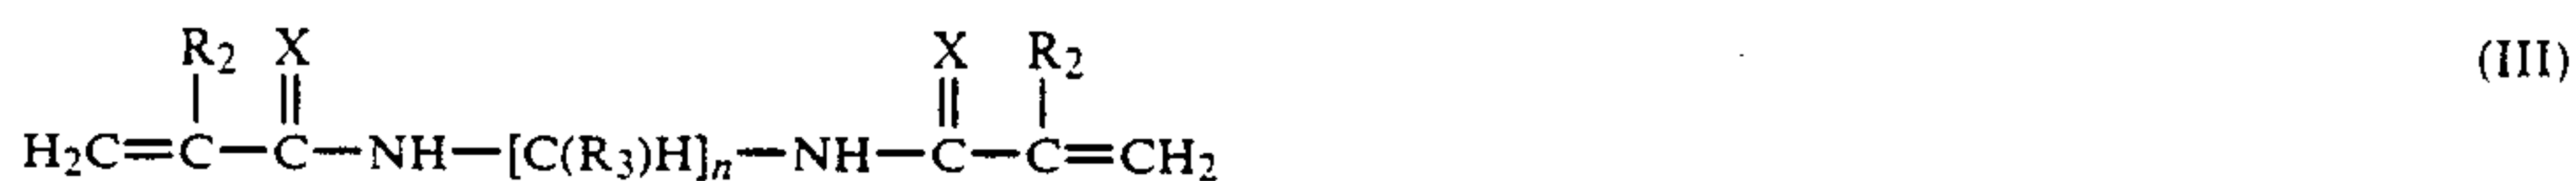 R2 X X R2 (III)
H2C=C—C—NH—[C(R3)H]n—NH—C—C=CH2